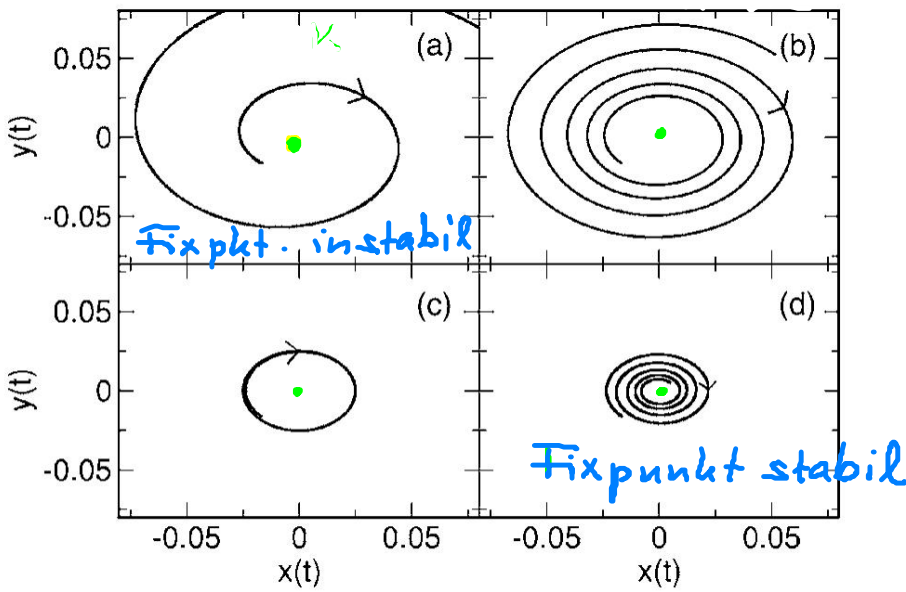 (a)
(b)
0.05
0
-0.05
y(t)
Fixpkt. instabil
(c)
(d)
0.05
0
-0.05
y(t)
Fixpunkt stabil
-0.05 0 0.05
-0.05 0 0.05
x(t)
x(t)